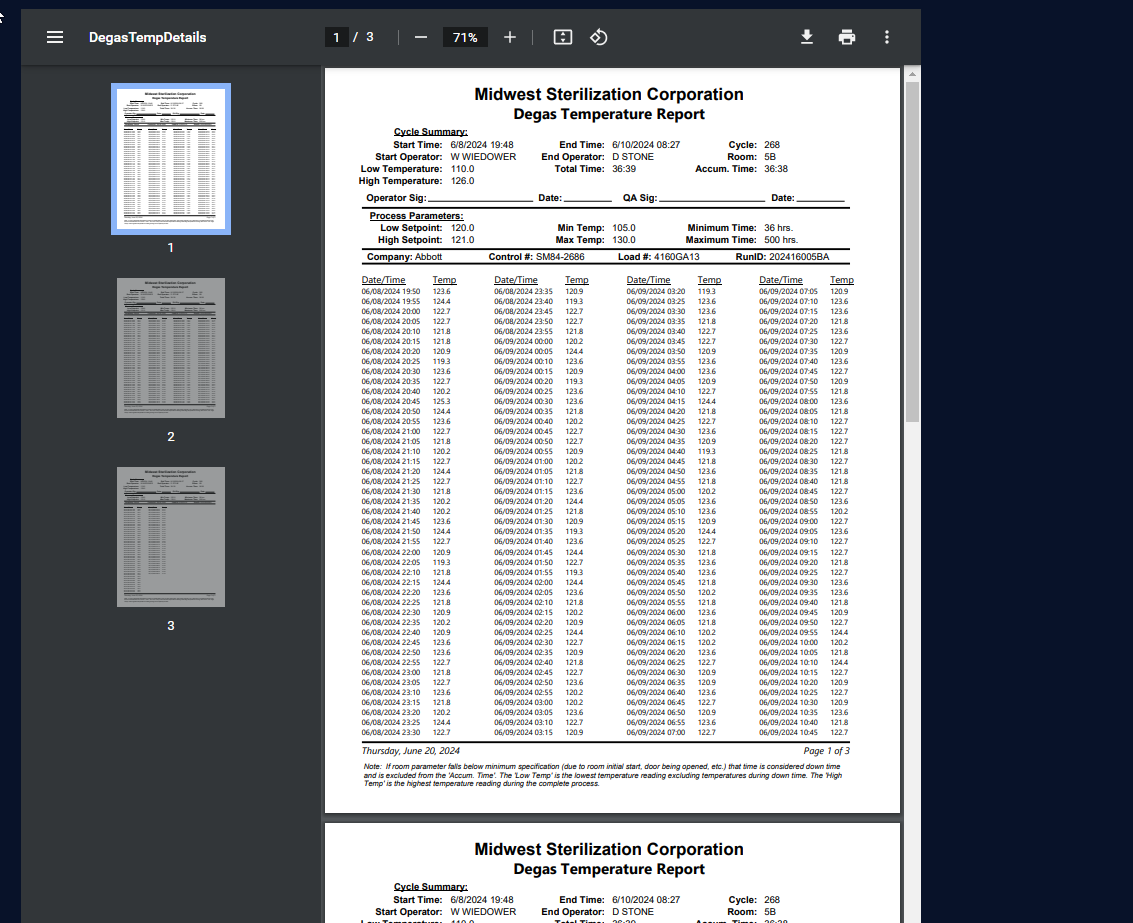 DegasTempDetails
1 / 3
71%
1
2
3
Midwest Sterilization Corporation
Degas Temperature Report
Cycle Summary:
Start Time: 6/8/2024 19:48 End Time: 6/10/2024 08:27 Cycle: 268
Start Operator: W WIEDOWER End Operator: D STONE Room: 5B
Low Temperature: 110.0 Total Time: 36:39 Accum. Time: 36:38
High Temperature: 126.0
Operator Sig: Date: QA Sig: Date:
Process Parameters:
Low Setpoint: 120.0 Min Temp: 105.0 Minimum Time: 36 hrs.
High Setpoint: 121.0 Max Temp: 130.0 Maximum Time: 500 hrs.
Company: Abbott Control #: SM84-2686 Load #: 4160GA13 RunID: 202416005BA
Date/Time Temp Date/Time Temp Date/Time Temp Date/Time Temp
06/08/2024 19:50 123.6 06/08/2024 23:35 120.9 06/09/2024 03:20 119.3 06/09/2024 07:05 120.9
06/08/2024 19:55 124.4 06/08/2024 23:40 119.3 06/09/2024 03:25 123.6 06/09/2024 07:10 123.6
06/08/2024 20:00 122.7 06/08/2024 23:45 122.7 06/09/2024 03:30 123.6 06/09/2024 07:15 123.6
06/08/2024 20:05 122.7 06/08/2024 23:50 122.7 06/09/2024 03:35 121.8 06/09/2024 07:20 121.8
06/08/2024 20:10 121.8 06/08/2024 23:55 121.8 06/09/2024 03:40 122.7 06/09/2024 07:25 123.6
06/08/2024 20:15 121.8 06/09/2024 00:00 120.2 06/09/2024 03:45 122.7 06/09/2024 07:30 122.7
06/08/2024 20:20 120.9 06/09/2024 00:05 124.4 06/09/2024 03:50 120.9 06/09/2024 07:35 120.9
06/08/2024 20:25 119.3 06/09/2024 00:10 123.6 06/09/2024 03:55 123.6 06/09/2024 07:40 123.6
06/08/2024 20:30 123.6 06/09/2024 00:15 120.9 06/09/2024 04:00 123.6 06/09/2024 07:45 122.7
06/08/2024 20:35 122.7 06/09/2024 00:20 119.3 06/09/2024 04:05 120.9 06/09/2024 07:50 120.9
06/08/2024 20:40 120.2 06/09/2024 00:25 123.6 06/09/2024 04:10 122.7 06/09/2024 07:55 121.8
06/08/2024 20:45 125.3 06/09/2024 00:30 123.6 06/09/2024 04:15 124.4 06/09/2024 08:00 123.6
06/08/2024 20:50 124.4 06/09/2024 00:35 121.8 06/09/2024 04:20 121.8 06/09/2024 08:05 121.8
06/08/2024 20:55 123.6 06/09/2024 00:40 120.2 06/09/2024 04:25 122.7 06/09/2024 08:10 122.7
06/08/2024 21:00 122.7 06/09/2024 00:45 122.7 06/09/2024 04:30 123.6 06/09/2024 08:15 122.7
06/08/2024 21:05 121.8 06/09/2024 00:50 122.7 06/09/2024 04:35 120.9 06/09/2024 08:20 122.7
06/08/2024 21:10 120.2 06/09/2024 00:55 120.9 06/09/2024 04:40 119.3 06/09/2024 08:25 121.8
06/08/2024 21:15 122.7 06/09/2024 01:00 120.2 06/09/2024 04:45 121.8 06/09/2024 08:30 122.7
06/08/2024 21:20 124.4 06/09/2024 01:05 121.8 06/09/2024 04:50 123.6 06/09/2024 08:35 121.8
06/08/2024 21:25 122.7 06/09/2024 01:10 122.7 06/09/2024 04:55 121.8 06/09/2024 08:40 121.8
06/08/2024 21:30 121.8 06/09/2024 01:15 123.6 06/09/2024 05:00 120.2 06/09/2024 08:45 122.7
06/08/2024 21:35 120.2 06/09/2024 01:20 124.4 06/09/2024 05:05 123.6 06/09/2024 08:50 123.6
06/08/2024 21:40 120.2 06/09/2024 01:25 121.8 06/09/2024 05:10 123.6 06/09/2024 08:55 120.2
06/08/2024 21:45 123.6 06/09/2024 01:30 120.9 06/09/2024 05:15 120.9 06/09/2024 09:00 122.7
06/08/2024 21:50 124.4 06/09/2024 01:35 119.3 06/09/2024 05:20 124.4 06/09/2024 09:05 123.6
06/08/2024 21:55 122.7 06/09/2024 01:40 123.6 06/09/2024 05:25 122.7 06/09/2024 09:10 122.7
06/08/2024 22:00 120.9 06/09/2024 01:45 124.4 06/09/2024 05:30 121.8 06/09/2024 09:15 122.7
06/08/2024 22:05 119.3 06/09/2024 01:50 122.7 06/09/2024 05:35 123.6 06/09/2024 09:20 121.8
06/08/2024 22:10 121.8 06/09/2024 01:55 119.3 06/09/2024 05:40 123.6 06/09/2024 09:25 122.7
06/08/2024 22:15 124.4 06/09/2024 02:00 124.4 06/09/2024 05:45 121.8 06/09/2024 09:30 123.6
06/08/2024 22:20 123.6 06/09/2024 02:05 123.6 06/09/2024 05:50 120.2 06/09/2024 09:35 123.6
06/08/2024 22:25 121.8 06/09/2024 02:10 121.8 06/09/2024 05:55 121.8 06/09/2024 09:40 121.8
06/08/2024 22:30 120.9 06/09/2024 02:15 120.2 06/09/2024 06:00 123.6 06/09/2024 09:45 120.9
06/08/2024 22:35 120.2 06/09/2024 02:20 120.9 06/09/2024 06:05 121.8 06/09/2024 09:50 122.7
06/08/2024 22:40 120.9 06/09/2024 02:25 124.4 06/09/2024 06:10 120.2 06/09/2024 09:55 124.4
06/08/2024 22:45 123.6 06/09/2024 02:30 122.7 06/09/2024 06:15 120.2 06/09/2024 10:00 120.2
06/08/2024 22:50 123.6 06/09/2024 02:35 120.9 06/09/2024 06:20 123.6 06/09/2024 10:05 121.8
06/08/2024 22:55 122.7 06/09/2024 02:40 121.8 06/09/2024 06:25 122.7 06/09/2024 10:10 124.4
06/08/2024 23:00 121.8 06/09/2024 02:45 122.7 06/09/2024 06:30 120.9 06/09/2024 10:15 122.7
06/08/2024 23:05 122.7 06/09/2024 02:50 123.6 06/09/2024 06:35 120.9 06/09/2024 10:20 120.9
06/08/2024 23:10 123.6 06/09/2024 02:55 120.2 06/09/2024 06:40 123.6 06/09/2024 10:25 122.7
06/08/2024 23:15 121.8 06/09/2024 03:00 120.2 06/09/2024 06:45 122.7 06/09/2024 10:30 120.9
06/08/2024 23:20 120.2 06/09/2024 03:05 123.6 06/09/2024 06:50 120.9 06/09/2024 10:35 123.6
06/08/2024 23:25 124.4 06/09/2024 03:10 122.7 06/09/2024 06:55 123.6 06/09/2024 10:40 121.8
06/08/2024 23:30 122.7 06/09/2024 03:15 120.9 06/09/2024 07:00 122.7 06/09/2024 10:45 122.7
Thursday, June 20, 2024 Page 1 of 3
Note: If room parameter falls below minimum specification (due to room initial start, door being opened, etc.) that time is considered down time
and is excluded from the 'Accum. Time'. The 'Low Temp' is the lowest temperature reading excluding temperatures during down time. The 'High
Temp' is the highest temperature reading during the complete process.
Midwest Sterilization Corporation
Degas Temperature Report
Cycle Summary:
Start Time: 6/8/2024 19:48 End Time: 6/10/2024 08:27 Cycle: 268
Start Operator: W WIEDOWER End Operator: D STONE Room: 5B